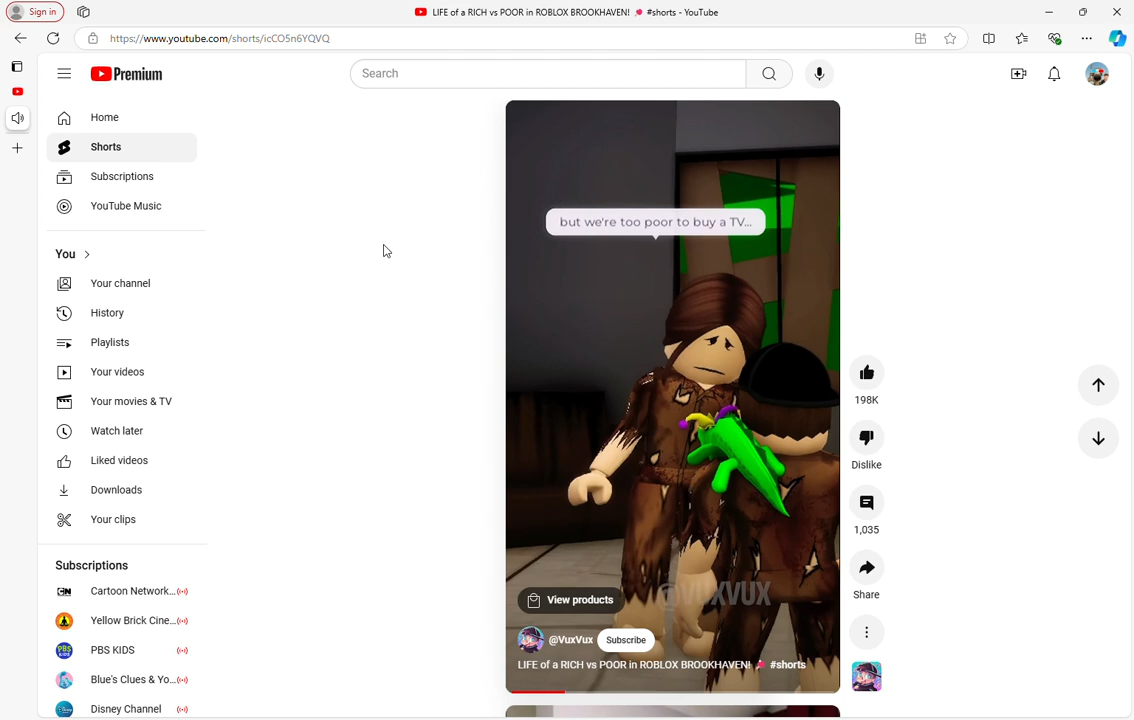 Sign in
LIFE of a RICH vs POOR in ROBLOX BROOKHAVEN! #shorts - YouTube
https://www.youtube.com/shorts/icCO5n6YQVQ
Premium
Search
Home
Shorts
Subscriptions
YouTube Music
You
Your channel
History
Playlists
Your videos
Your movies & TV
Watch later
Liked videos
Downloads
Your clips
Subscriptions
CN Cartoon Network...
Yellow Brick Cine...
PBS KIDS PBS KIDS
Blue's Clues & Yo...
Disney Channel
but we're too poor to buy a TV...
@VUXVUX
View products
@VuxVux Subscribe
LIFE of a RICH vs POOR in ROBLOX BROOKHAVEN! #shorts
198K
Dislike
1,035
Share